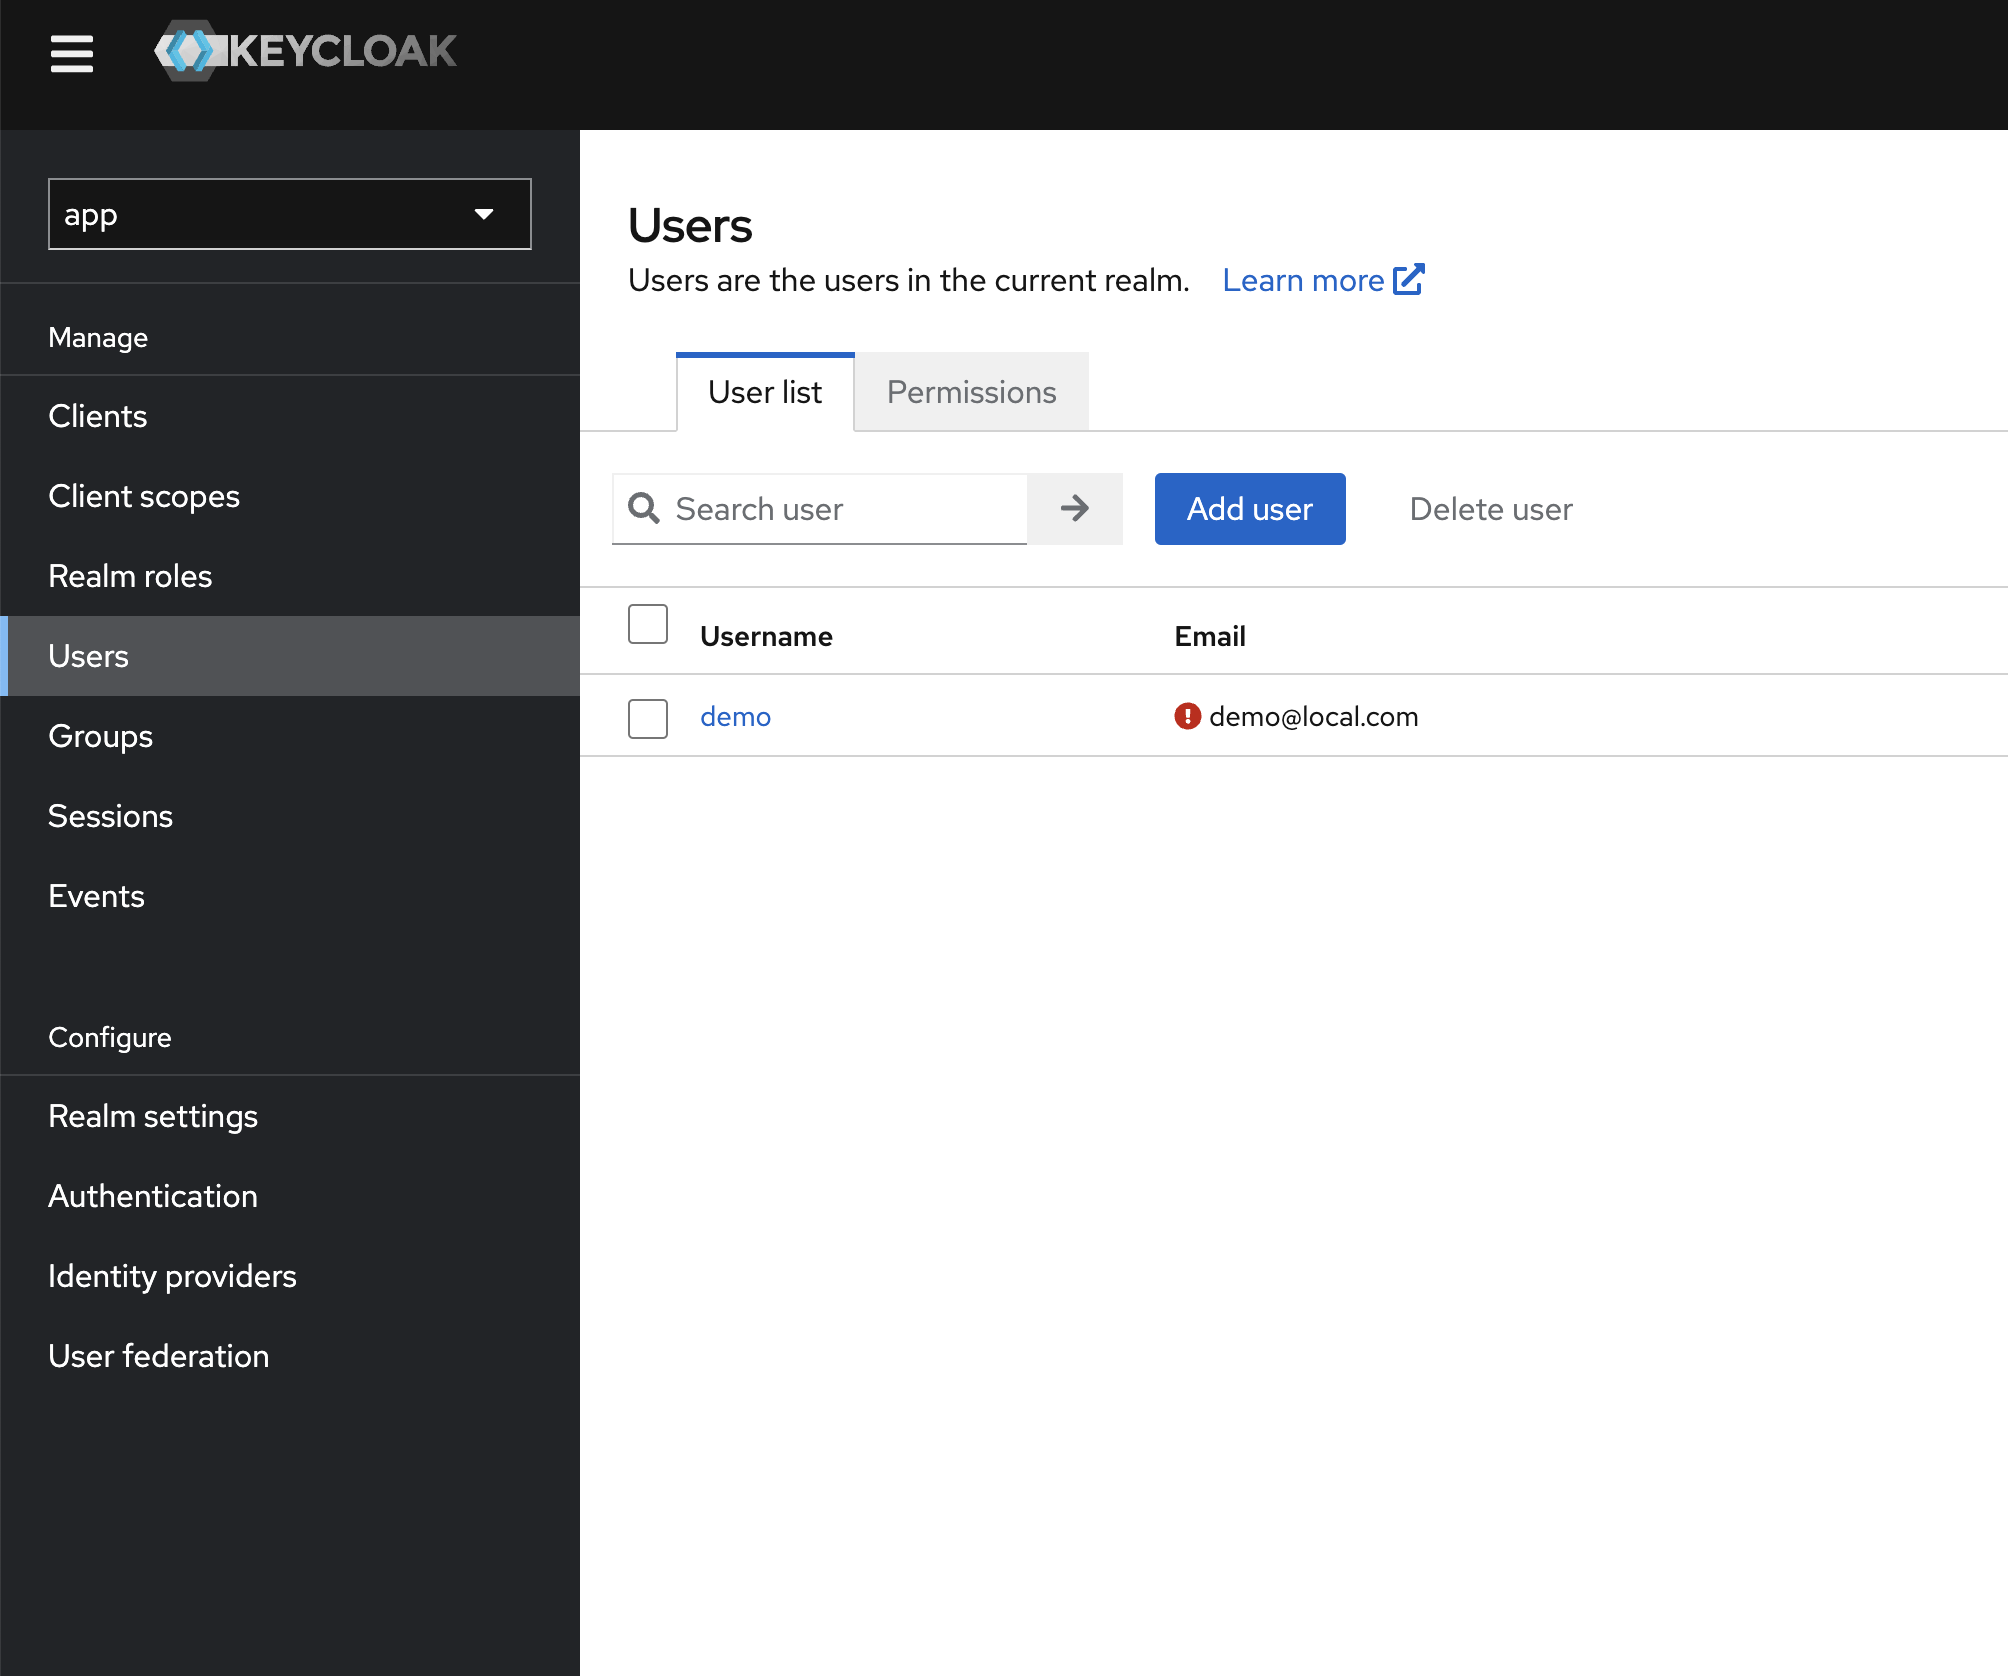 KEYCLOAK
app
Manage
Clients
Client scopes
Realm roles
Users
Groups
Sessions
Events
Configure
Realm settings
Authentication
Identity providers
User federation
Users
Users are the users in the current realm. Learn more
User list Permissions
Search user Add user Delete user
Username Email
demo demo@local.com